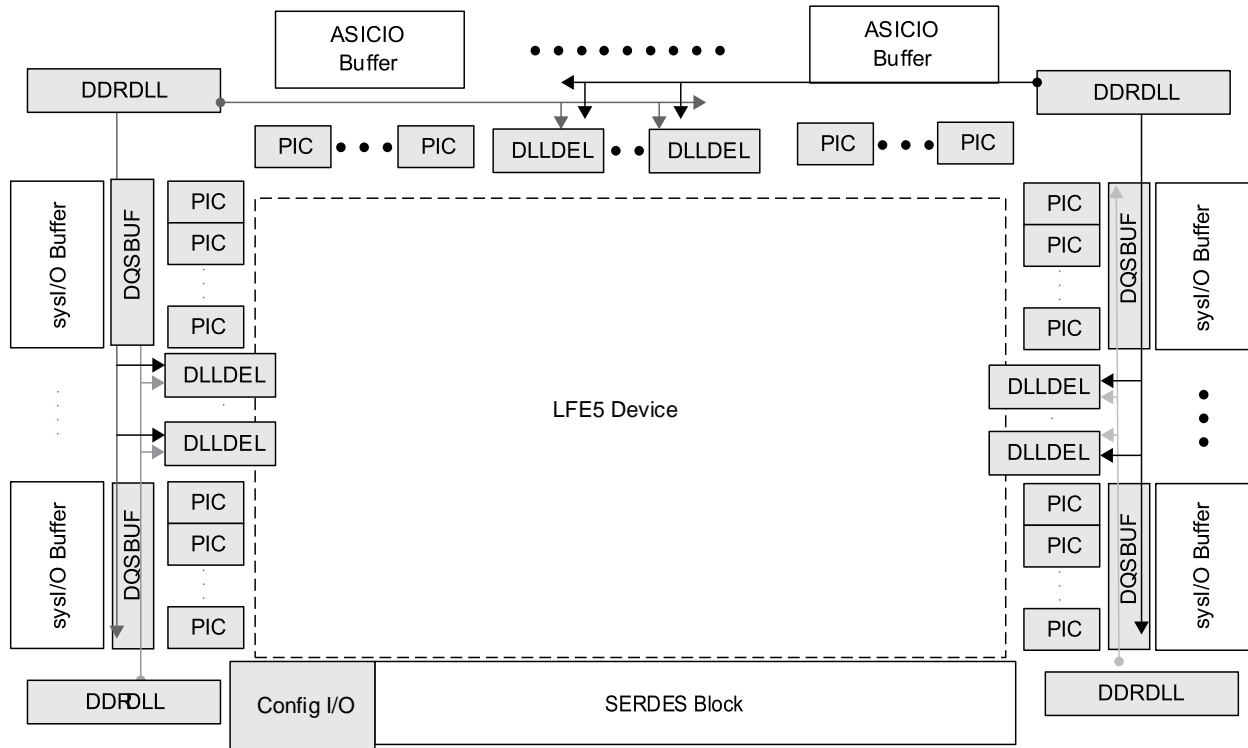 ASICIO
Buffer
ASICIO
Buffer
DDRDLL
DDRDLL
PIC
PIC
DLLDEL
DLLDEL
PIC
PIC
sysI/O Buffer
DQSBUF
PIC
PIC
PIC
DLLDEL
DLLDEL
sysI/O Buffer
DQSBUF
PIC
PIC
PIC
LFE5 Device
PIC
PIC
PIC
DQSBUF
sysI/O Buffer
DLLDEL
DLLDEL
PIC
PIC
PIC
DQSBUF
sysI/O Buffer
DDRDLL
Config I/O
SERDES Block
DDRDLL